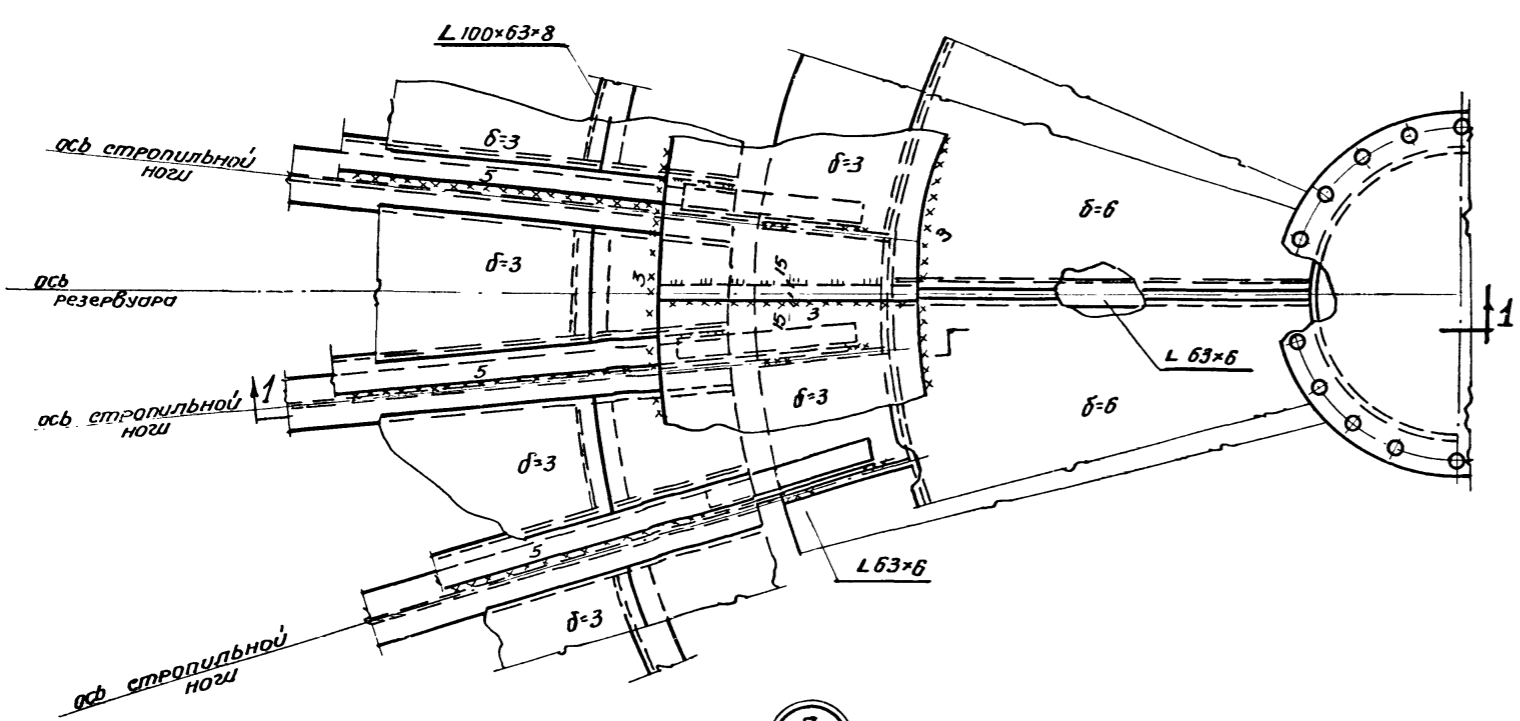 L 100×63×8
ось стропильной
ноги
δ=3
5
δ=3
δ=6
3
δ=3
3
15
ось
резервуара
15
3
1
L 63×6
5
1
ось стропильной
ноги
δ=3
δ=6
δ=3
5
L 63×6
δ=3
ось стропильной
ноги